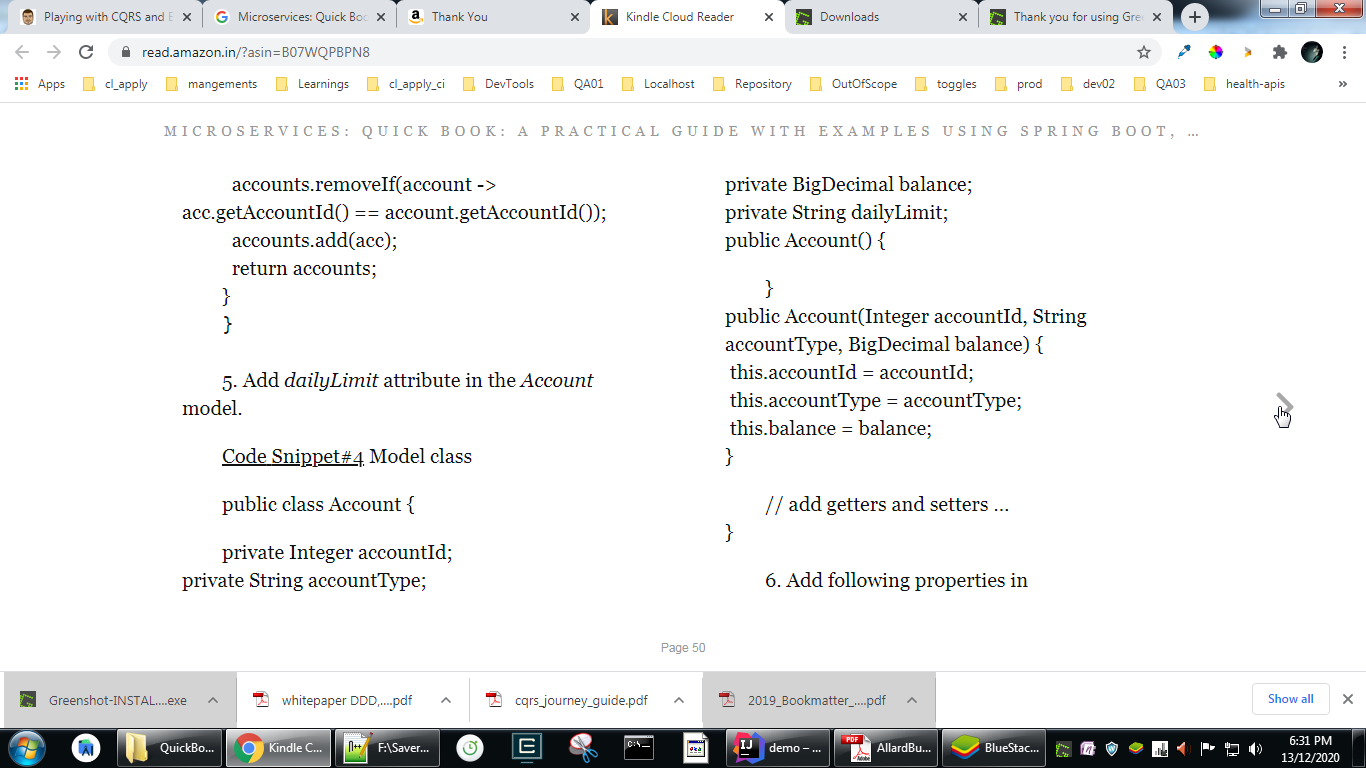 Playing with CQRS and E
Microservices: Quick Boo
Thank You
Kindle Cloud Reader
Downloads
Thank you for using Gre
read.amazon.in/?asin=B07WQPBPN8
Apps
cl_apply
mangements
Learnings
cl_apply_ci
DevTools
QA01
Localhost
Repository
OutOfScope
toggles
prod
dev02
QA03
health-apis
»
MICROSERVICES: QUICK BOOK: A PRACTICAL GUIDE WITH EXAMPLES USING SPRING BOOT, ...
accounts.removeIf(account ->
acc.getAccountId() == account.getAccountId());
accounts.add(acc);
return accounts;
}
}
5. Add dailyLimit attribute in the Account
model.
Code Snippet#4 Model class
public class Account {
private Integer accountId;
private String accountType;
private BigDecimal balance;
private String dailyLimit;
public Account() {
}
public Account(Integer accountId, String
accountType, BigDecimal balance) {
this.accountId = accountId;
this.accountType = accountType;
this.balance = balance;
}
// add getters and setters ...
}
6. Add following properties in
Page 50
Greenshot-INSTAL....exe
whitepaper DDD,....pdf
cqrs_journey_guide.pdf
2019_Bookmatter_....pdf
Show all
QuickBo...
Kindle C...
F:\Saver...
demo – ...
AllardBu...
BlueStac...
6:31 PM
13/12/2020